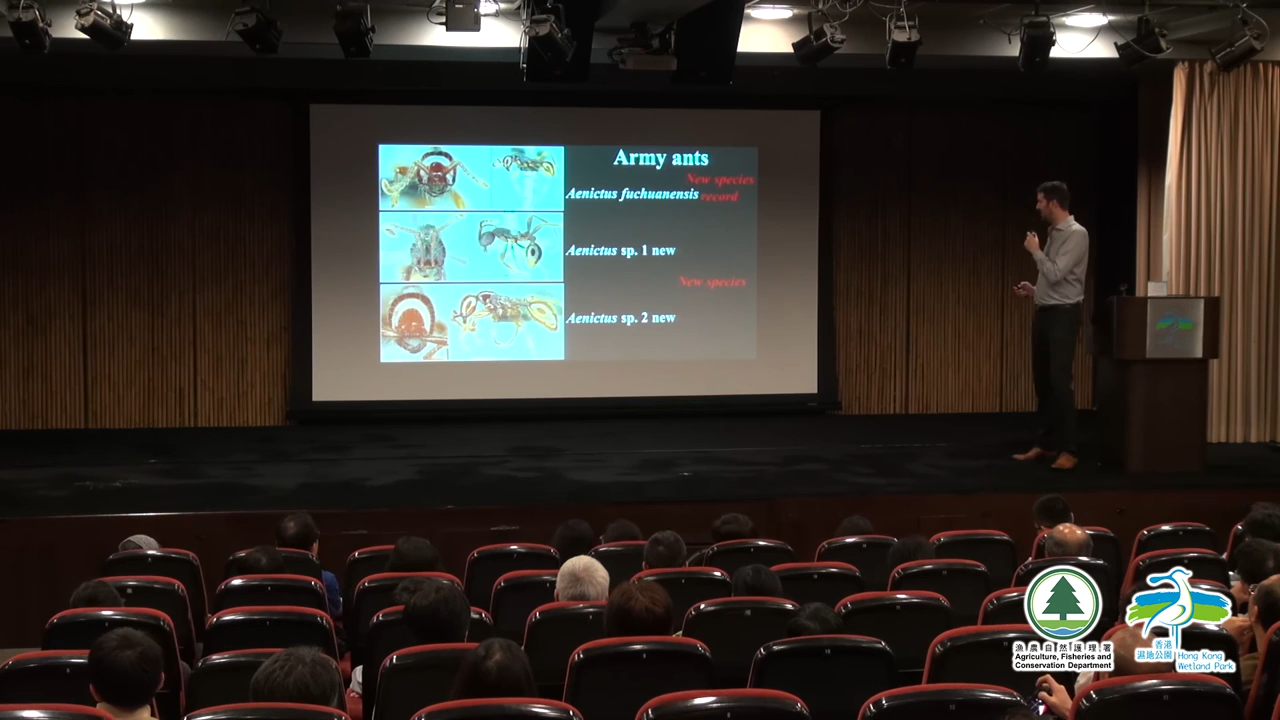 Army ants
New species
Aenictus fuchuanensis record
Aenictus sp. 1 new
New species
Aenictus sp. 2 new
漁農自然護理署
Agriculture, Fisheries and
Conservation Department
香港
濕地公園
Hong Kong
Wetland Park